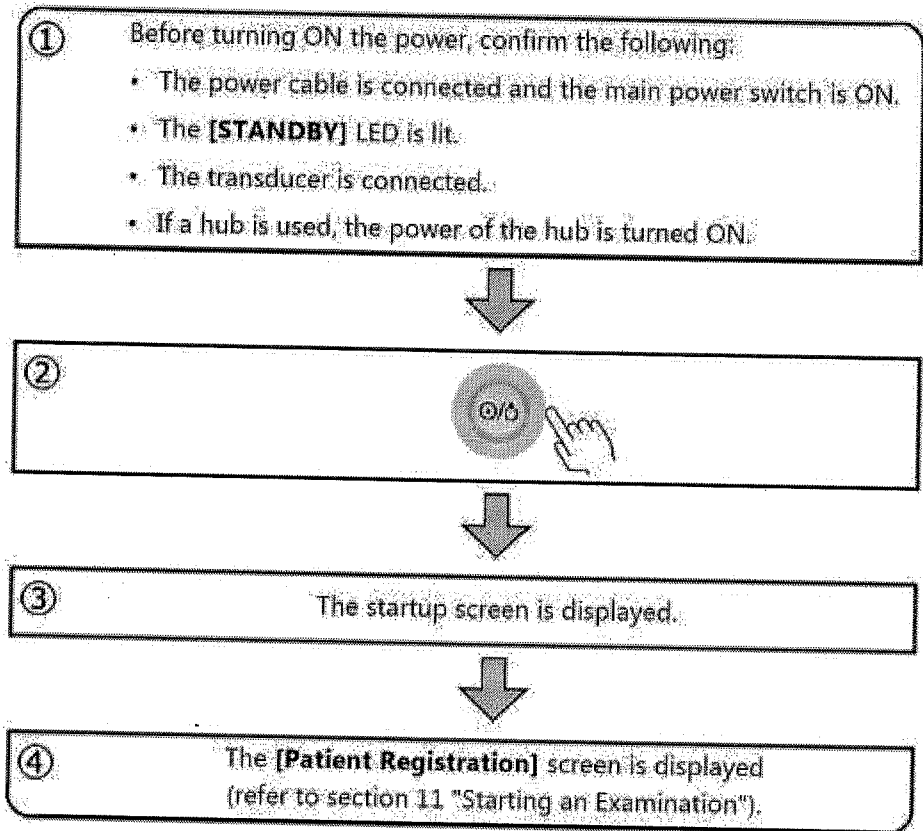 ① Before turning ON the power, confirm the following:
• The power cable is connected and the main power switch is ON.
• The [STANDBY] LED is lit.
• The transducer is connected.
• If a hub is used, the power of the hub is turned ON.
②
③ The startup screen is displayed.
④ The [Patient Registration] screen is displayed
(refer to section 11 "Starting an Examination").